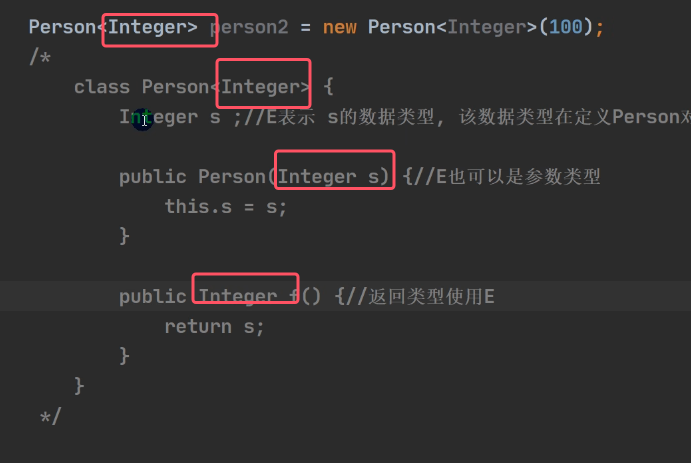 Person<Integer> person2 = new Person<Integer>(100);
/*
class Person<Integer> {
Integer s ;//E表示 s的数据类型, 该数据类型在定义Person对
public Person(Integer s) {//E也可以是参数类型
this.s = s;
}
public Integer f() {//返回类型使用E
return s;
}
}
*/